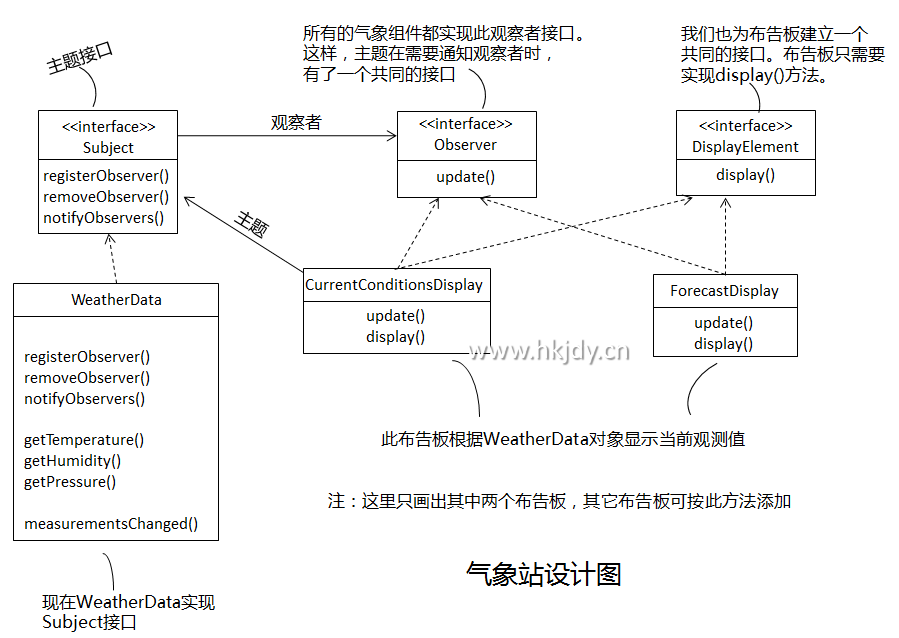 主题接口
所有的气象组件都实现此观察者接口。
这样，主题在需要通知观察者时，
有了一个共同的接口
我们也为布告板建立一个
共同的接口。布告板只需要
实现display()方法。
<<interface>>
Subject
registerObserver()
removeObserver()
notifyObservers()
观察者
<<interface>>
Observer
update()
<<interface>>
DisplayElement
display()
主题
WeatherData
registerObserver()
removeObserver()
notifyObservers()
getTemperature()
getHumidity()
getPressure()
measurementsChanged()
CurrentConditionsDisplay
update()
display()
ForecastDisplay
update()
display()
www.hkjdy.cn
此布告板根据WeatherData对象显示当前观测值
注：这里只画出其中两个布告板，其它布告板可按此方法添加
气象站设计图
现在WeatherData实现
Subject接口